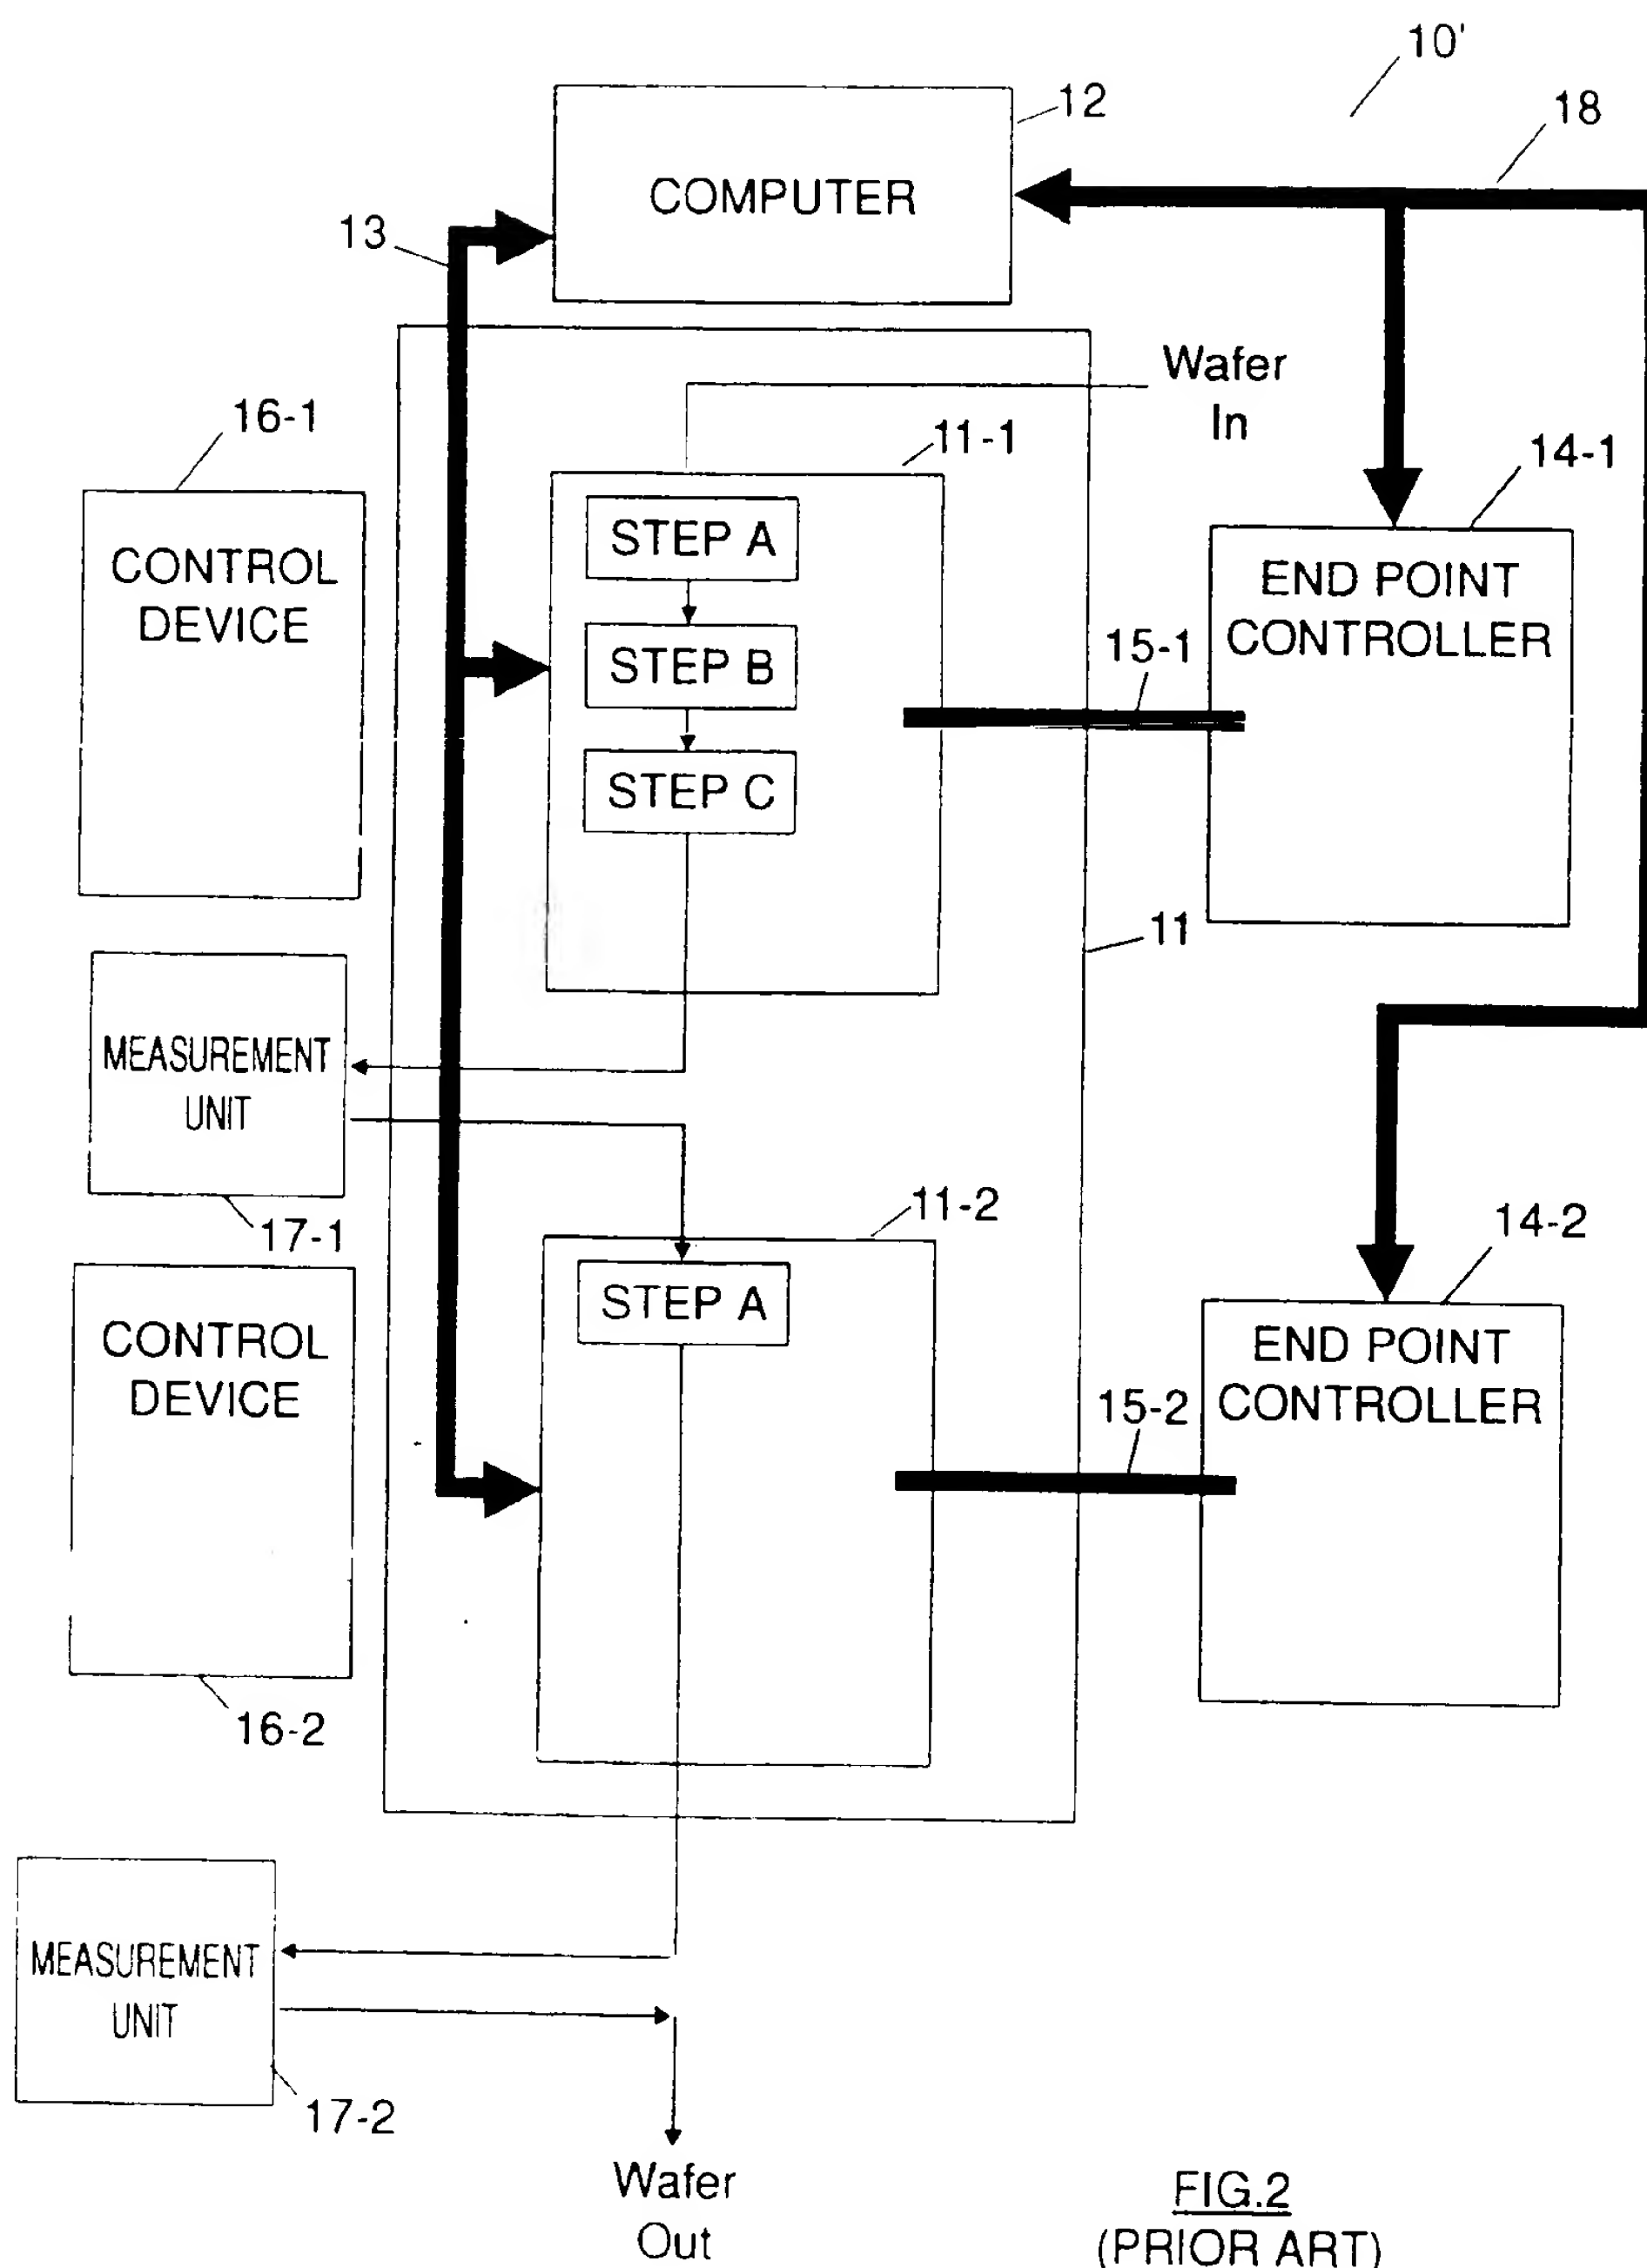 10'
18
12
COMPUTER
13
Wafer
In
16-1
11-1
14-1
CONTROL
DEVICE
STEP A
STEP B
STEP C
15-1
END POINT
CONTROLLER
11
MEASUREMENT
UNIT
17-1
11-2
14-2
CONTROL
DEVICE
STEP A
15-2
END POINT
CONTROLLER
16-2
MEASUREMENT
UNIT
17-2
Wafer
Out
FIG.2
(PRIOR ART)